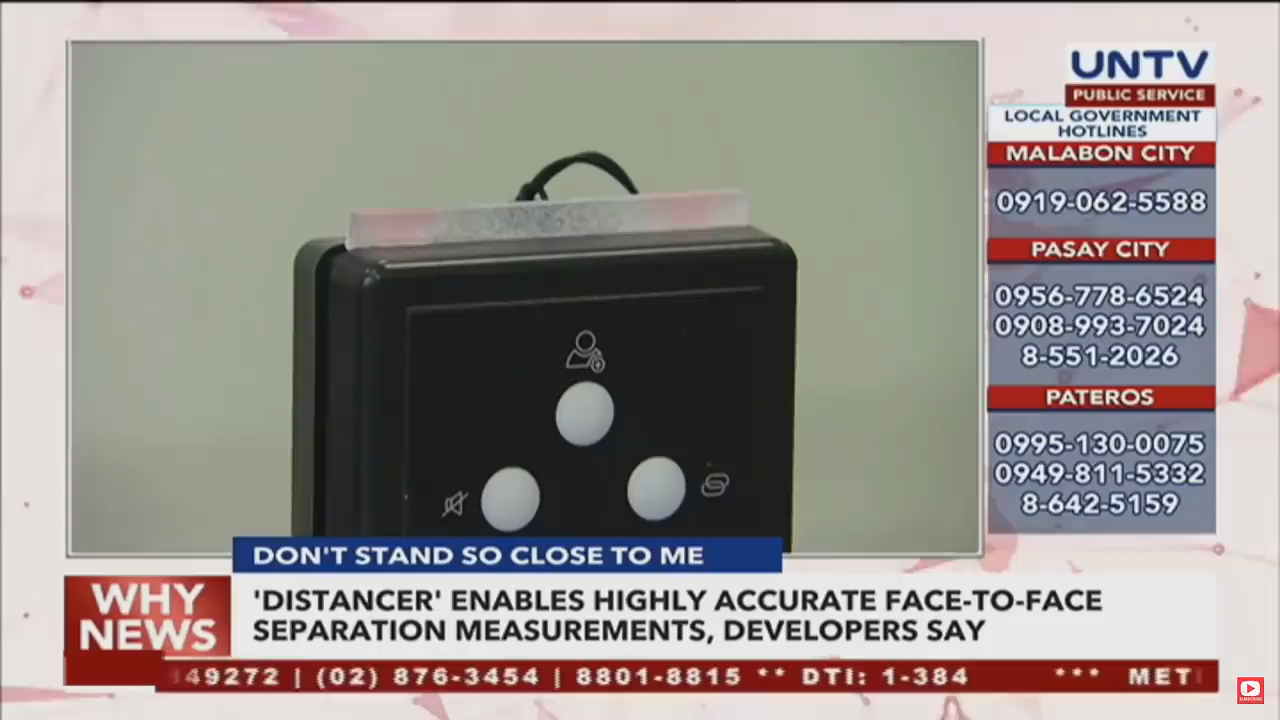 UNTV
PUBLIC SERVICE
LOCAL GOVERNMENT
HOTLINES
MALABON CITY
0919-062-5588
PASAY CITY
0956-778-6524
0908-993-7024
8-551-2026
PATEROS
0995-130-0075
0949-811-5332
8-642-5159
DON'T STAND SO CLOSE TO ME
WHY
NEWS
'DISTANCER' ENABLES HIGHLY ACCURATE FACE-TO-FACE
SEPARATION MEASUREMENTS, DEVELOPERS SAY
49272 | (02) 876-3454 | 8801-8815 ** DTI: 1-384 *** MET
SUBSCRIBE